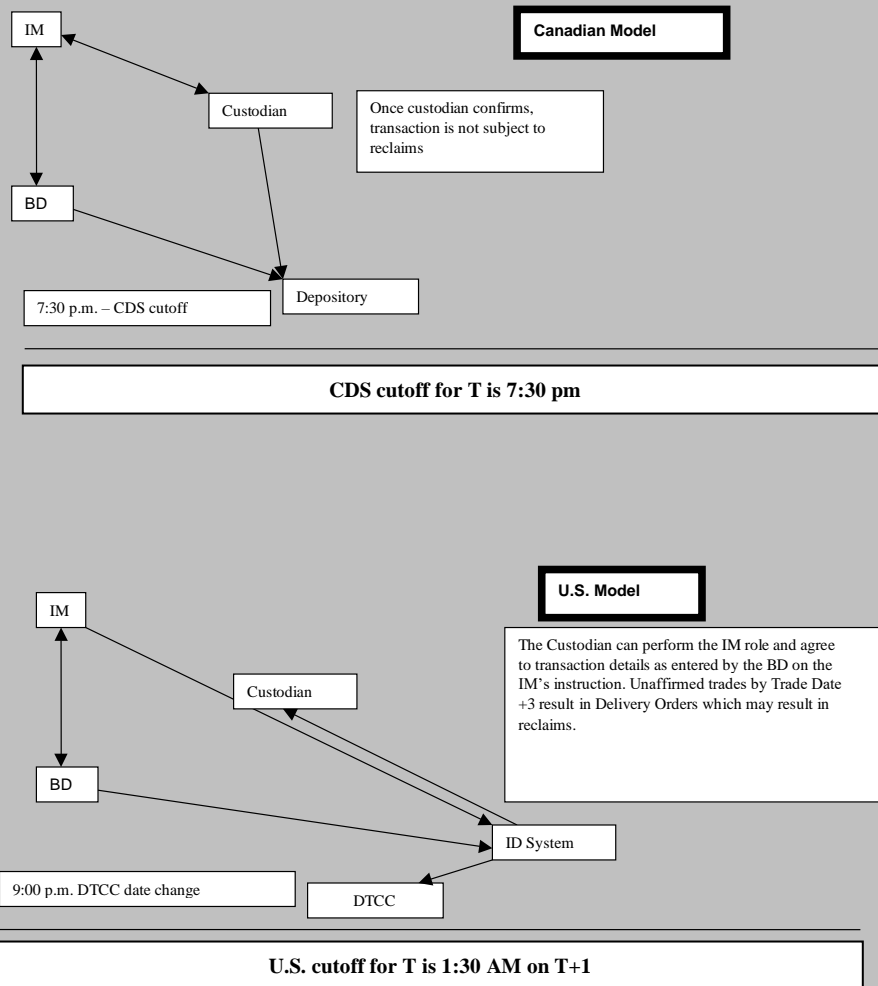 IM
Canadian Model
Custodian
Once custodian confirms,
transaction is not subject to
reclaims
BD
Depository
7:30 p.m. – CDS cutoff
CDS cutoff for T is 7:30 pm
U.S. Model
IM
The Custodian can perform the IM role and agree
to transaction details as entered by the BD on the
IM's instruction. Unaffirmed trades by Trade Date
+3 result in Delivery Orders which may result in
reclaims.
Custodian
BD
ID System
9:00 p.m. DTCC date change
DTCC
U.S. cutoff for T is 1:30 AM on T+1